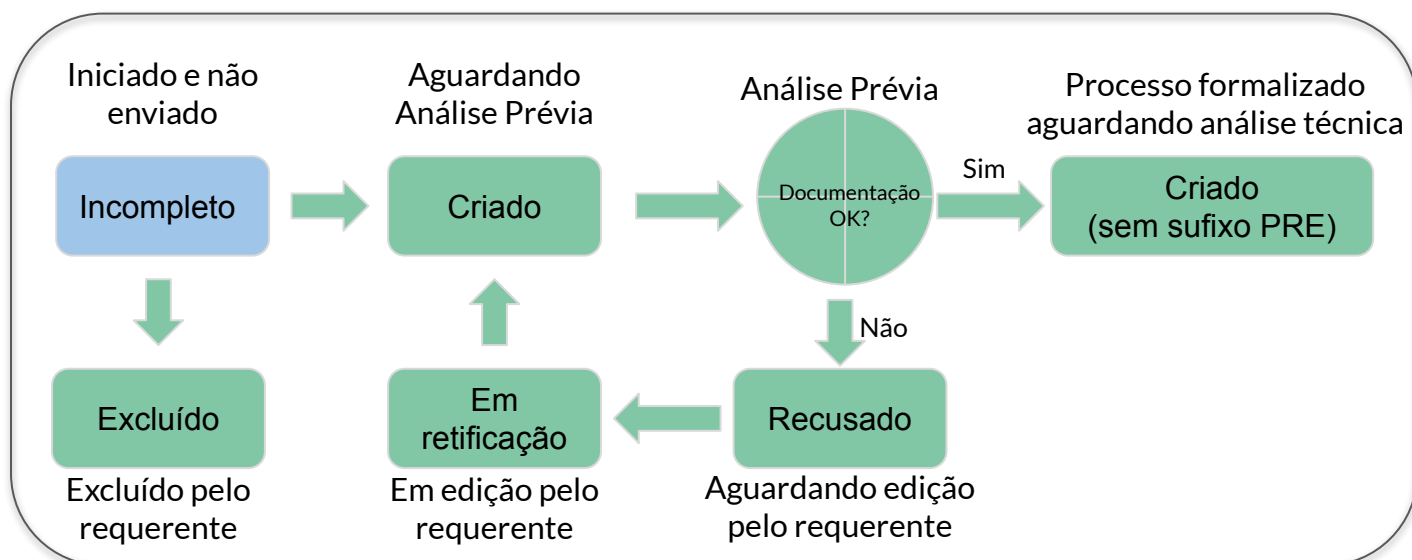 Iniciado e não
enviado
Incompleto
Aguardando
Análise Prévia
Criado
Análise Prévia
Documentação
OK?
Sim
Processo formalizado
aguardando análise técnica
Criado
(sem sufixo PRE)
Não
Excluído
Excluído pelo
requerente
Em
retificação
Em edição pelo
requerente
Recusado
Aguardando edição
pelo requerente